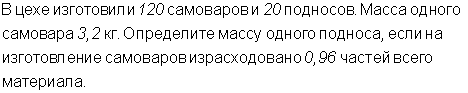 В цехе изготовили 120 самоваров и 20 подносов. Масса одного
самовара 3,2 кг. Определите массу одного подноса, если на
изготовление самоваров израсходовано 0,96 частей всего
материала.